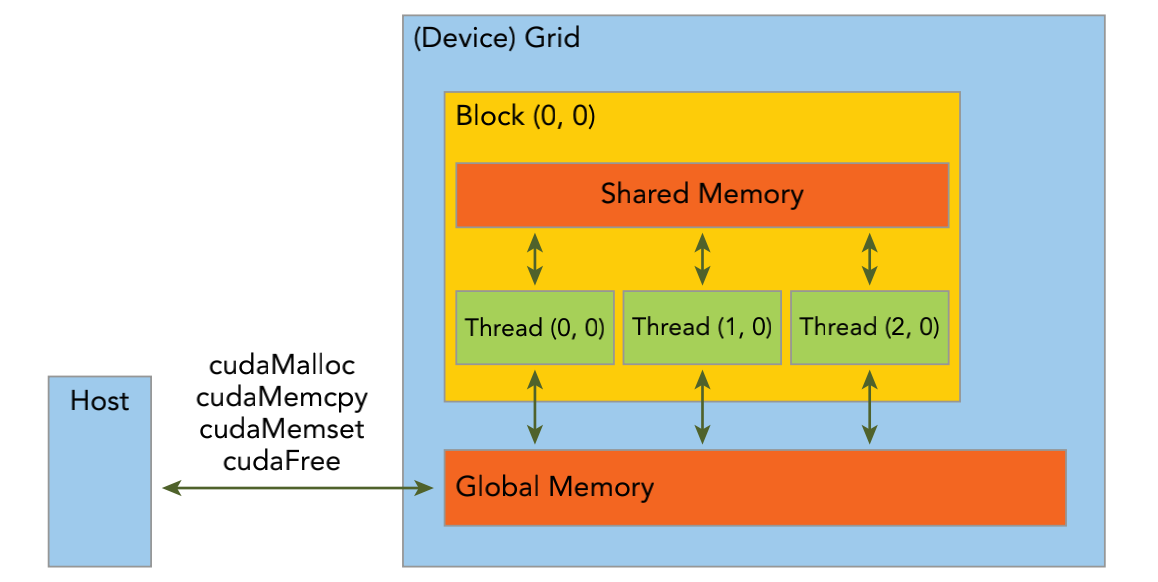 (Device) Grid
Block (0, 0)
Shared Memory
Thread (0, 0)
Thread (1, 0)
Thread (2, 0)
cudaMalloc
cudaMemcpy
cudaMemset
cudaFree
Host
Global Memory